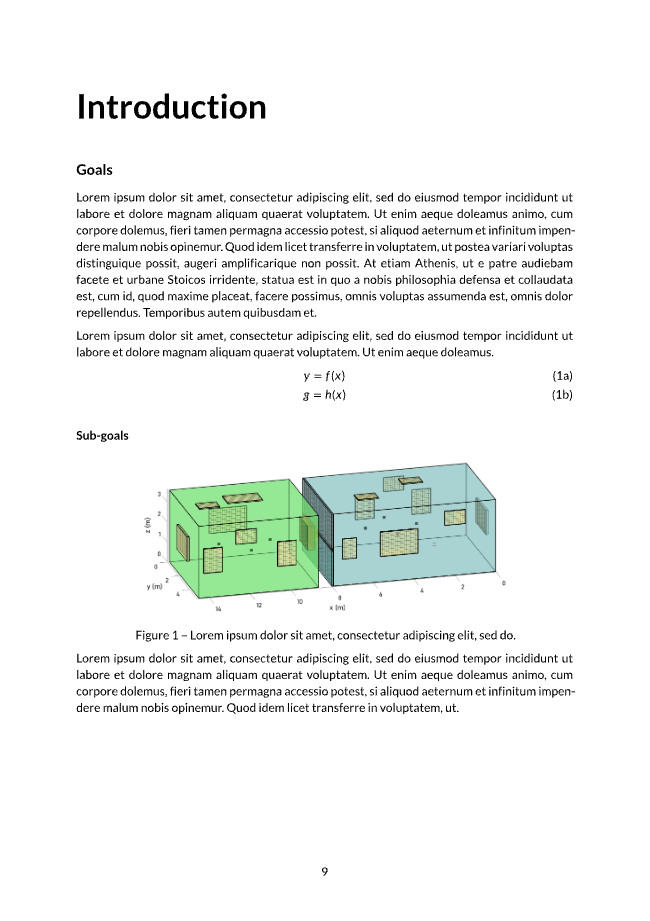 Introduction
Goals
Lorem ipsum dolor sit amet, consectetur adipiscing elit, sed do eiusmod tempor incididunt ut
labore et dolore magnam aliquam quaerat voluptatem. Ut enim aeque doleamus animo, cum
corpore dolemus, fieri tamen permagna accessio potest, si aliquod aeternum et infinitum impen-
dere malum nobis opinemur. Quod idem licet transferre in voluptatem, ut postea variari voluptas
distinguique possit, augeri amplificarique non possit. At etiam Athenis, ut e patre audiebam
facete et urbane Stoicos irridente, statua est in quo a nobis philosophia defensa et collaudata
est, cum id, quod maxime placeat, facere possimus, omnis voluptas assumenda est, omnis dolor
repellendus. Temporibus autem quibusdam et.
Lorem ipsum dolor sit amet, consectetur adipiscing elit, sed do eiusmod tempor incididunt ut
labore et dolore magnam aliquam quaerat voluptatem. Ut enim aeque doleamus.
y = f(x) (1a)
g = h(x) (1b)
Sub-goals
3
2
1
0
z (m)
0
2
4
y (m)
14
12
10
8
6
4
2
0
x (m)
Figure 1 – Lorem ipsum dolor sit amet, consectetur adipiscing elit, sed do.
Lorem ipsum dolor sit amet, consectetur adipiscing elit, sed do eiusmod tempor incididunt ut
labore et dolore magnam aliquam quaerat voluptatem. Ut enim aeque doleamus animo, cum
corpore dolemus, fieri tamen permagna accessio potest, si aliquod aeternum et infinitum impen-
dere malum nobis opinemur. Quod idem licet transferre in voluptatem, ut.
9